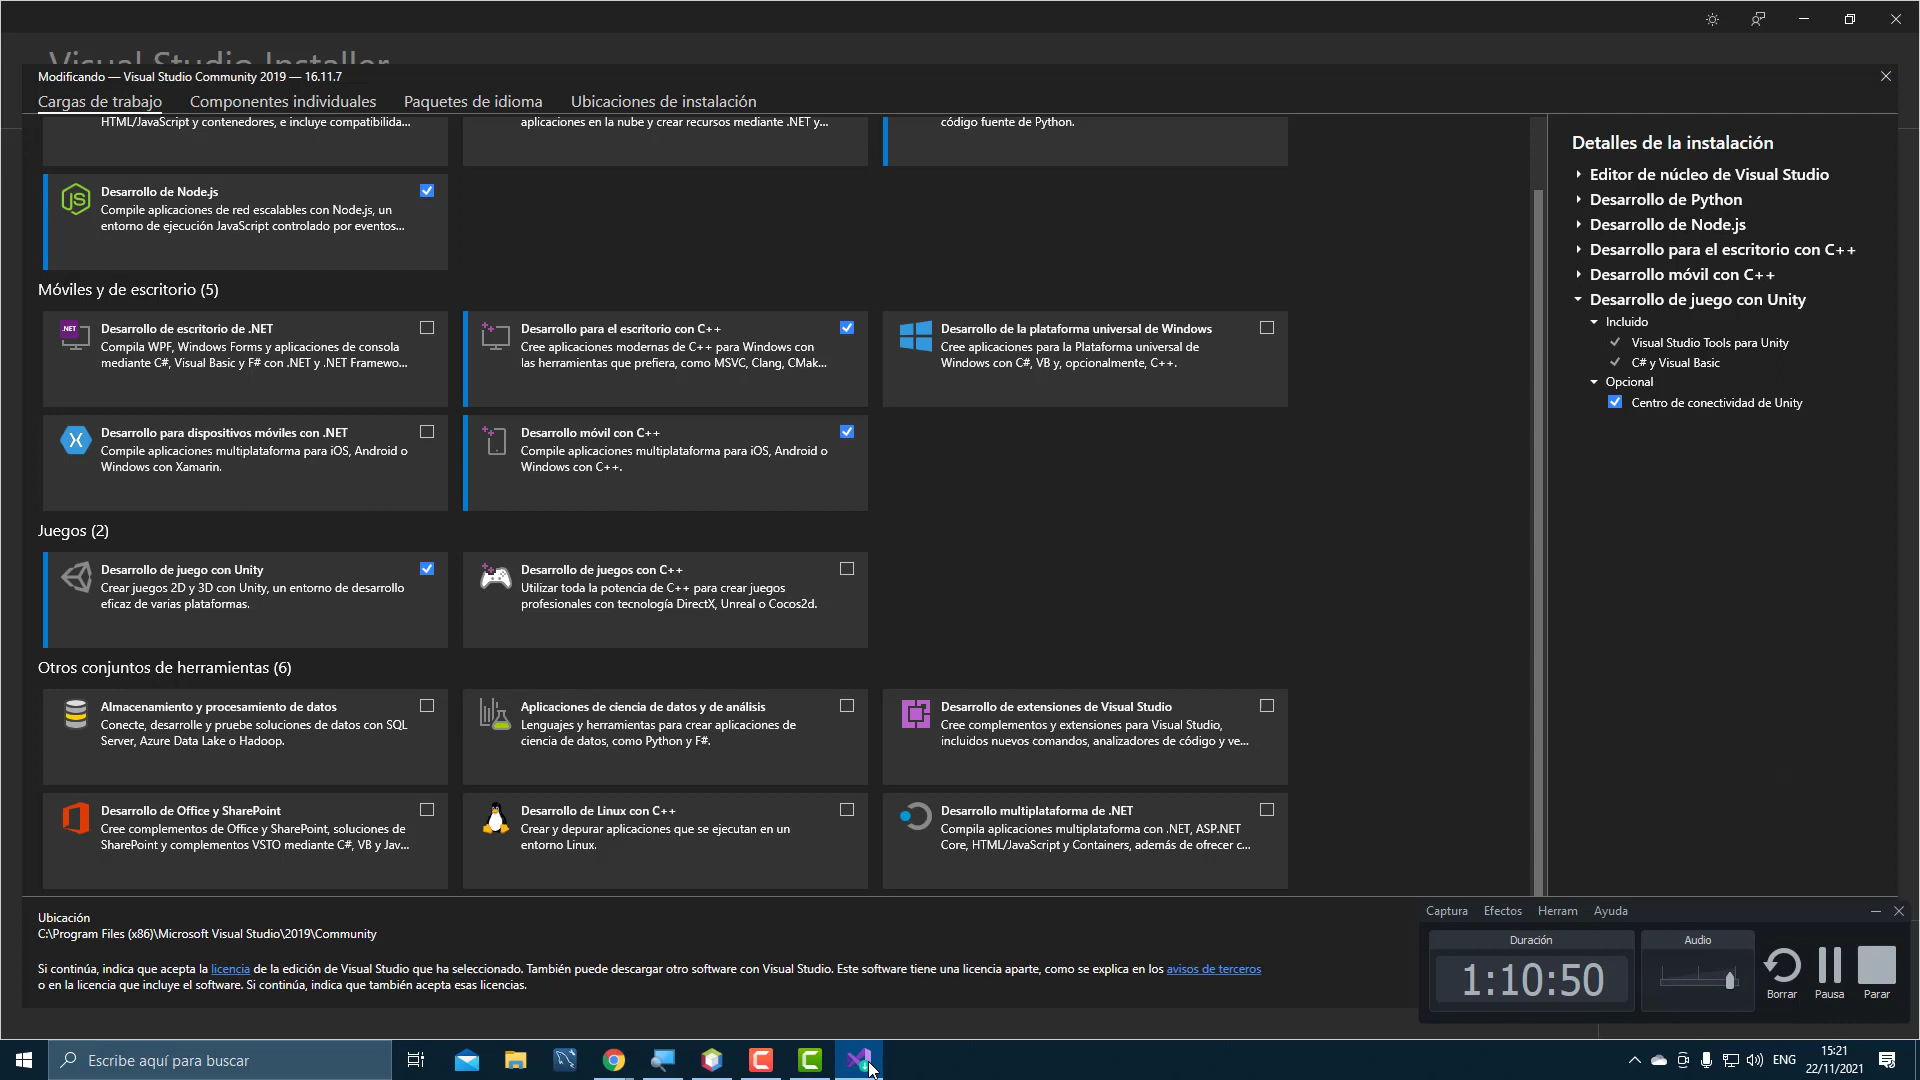 Visual Studio Installer
Modificando — Visual Studio Community 2019 — 16.11.7
Cargas de trabajo
Componentes individuales
Paquetes de idioma
Ubicaciones de instalación
HTML/JavaScript y contenedores, e incluye compatibilida...
aplicaciones en la nube y crear recursos mediante .NET y...
código fuente de Python.
Desarrollo de Node.js
Compile aplicaciones de red escalables con Node.js, un
entorno de ejecución JavaScript controlado por eventos...
Móviles y de escritorio (5)
.NET
Desarrollo de escritorio de .NET
Compila WPF, Windows Forms y aplicaciones de consola
mediante C#, Visual Basic y F# con .NET y .NET Framewo...
Desarrollo para el escritorio con C++
Cree aplicaciones modernas de C++ para Windows con
las herramientas que prefiera, como MSVC, Clang, CMak...
Desarrollo de la plataforma universal de Windows
Cree aplicaciones para la Plataforma universal de
Windows con C#, VB y, opcionalmente, C++.
Desarrollo para dispositivos móviles con .NET
Compile aplicaciones multiplataforma para iOS, Android o
Windows con Xamarin.
Desarrollo móvil con C++
Compile aplicaciones multiplataforma para iOS, Android o
Windows con C++.
Juegos (2)
Desarrollo de juego con Unity
Crear juegos 2D y 3D con Unity, un entorno de desarrollo
eficaz de varias plataformas.
Desarrollo de juegos con C++
Utilizar toda la potencia de C++ para crear juegos
profesionales con tecnología DirectX, Unreal o Cocos2d.
Otros conjuntos de herramientas (6)
Almacenamiento y procesamiento de datos
Conecte, desarrolle y pruebe soluciones de datos con SQL
Server, Azure Data Lake o Hadoop.
Aplicaciones de ciencia de datos y de análisis
Lenguajes y herramientas para crear aplicaciones de
ciencia de datos, como Python y F#.
Desarrollo de extensiones de Visual Studio
Cree complementos y extensiones para Visual Studio,
incluidos nuevos comandos, analizadores de código y ve...
Desarrollo de Office y SharePoint
Cree complementos de Office y SharePoint, soluciones de
SharePoint y complementos VSTO mediante C#, VB y Jav...
Desarrollo de Linux con C++
Crear y depurar aplicaciones que se ejecutan en un
entorno Linux.
Desarrollo multiplataforma de .NET
Compila aplicaciones multiplataforma con .NET, ASP.NET
Core, HTML/JavaScript y Containers, además de ofrecer c...
Detalles de la instalación
Editor de núcleo de Visual Studio
Desarrollo de Python
Desarrollo de Node.js
Desarrollo para el escritorio con C++
Desarrollo móvil con C++
Desarrollo de juego con Unity
Incluido
Visual Studio Tools para Unity
C# y Visual Basic
Opcional
Centro de conectividad de Unity
Ubicación
C:\Program Files (x86)\Microsoft Visual Studio\2019\Community
Si continúa, indica que acepta la licencia de la edición de Visual Studio que ha seleccionado. También puede descargar otro software con Visual Studio. Este software tiene una licencia aparte, como se explica en los avisos de terceros
o en la licencia que incluye el software. Si continúa, indica que también acepta esas licencias.
Captura
Efectos
Herram
Ayuda
Duración
1:10:50
Audio
Borrar
Pausa
Parar
Escribe aquí para buscar
ENG
15:21
22/11/2021